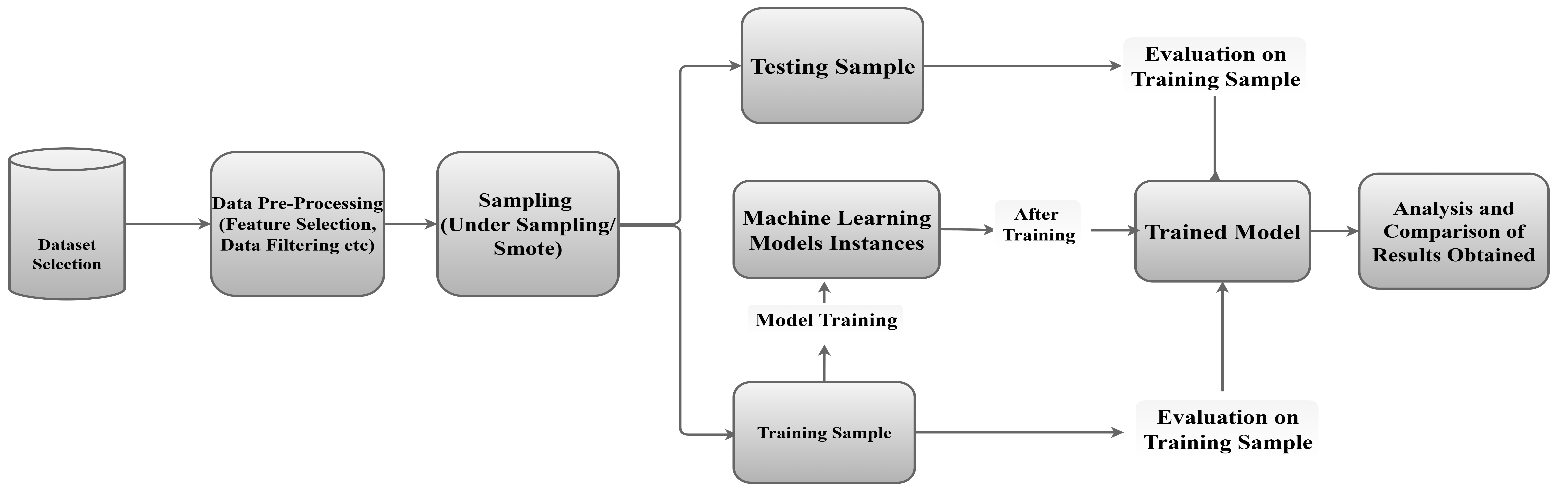 Dataset
Selection
Data Pre-Processing
(Feature Selection,
Data Filtering etc)
Sampling
(Under Sampling/
Smote)
Testing Sample
Evaluation on
Training Sample
Machine Learning
Models Instances
After
Training
Trained Model
Analysis and
Comparison of
Results Obtained
Model Training
Training Sample
Evaluation on
Training Sample